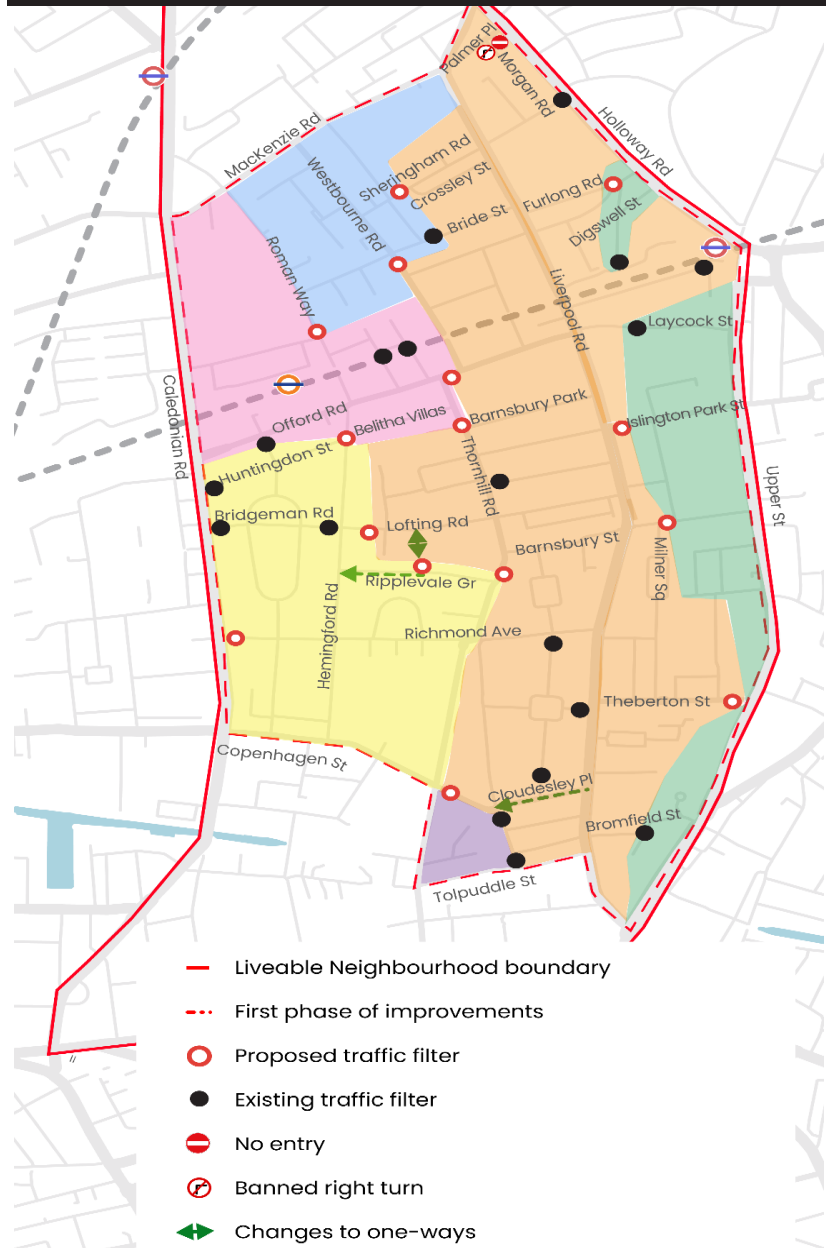 Palmer Pl
Morgan Rd
Holloway Rd
MacKenzie Rd
Westbourne Rd
Sheringham Rd
Crossley St
Furlong Rd
Bride St
Digswell St
Roman Way
Liverpool Rd
Laycock St
Caledonian Rd
Offord Rd
Belitha Villas
Barnsbury Park
Islington Park St
Huntingdon St
Thornhill Rd
Upper St
Bridgeman Rd
Lofting Rd
Barnsbury St
Milner Sq
Ripplevale Gr
Hemingford Rd
Richmond Ave
Theberton St
Copenhagen St
Cloudesley Pl
Bromfield St
Tolpuddle St
Liveable Neighbourhood boundary
First phase of improvements
Proposed traffic filter
Existing traffic filter
No entry
Banned right turn
Changes to one-ways